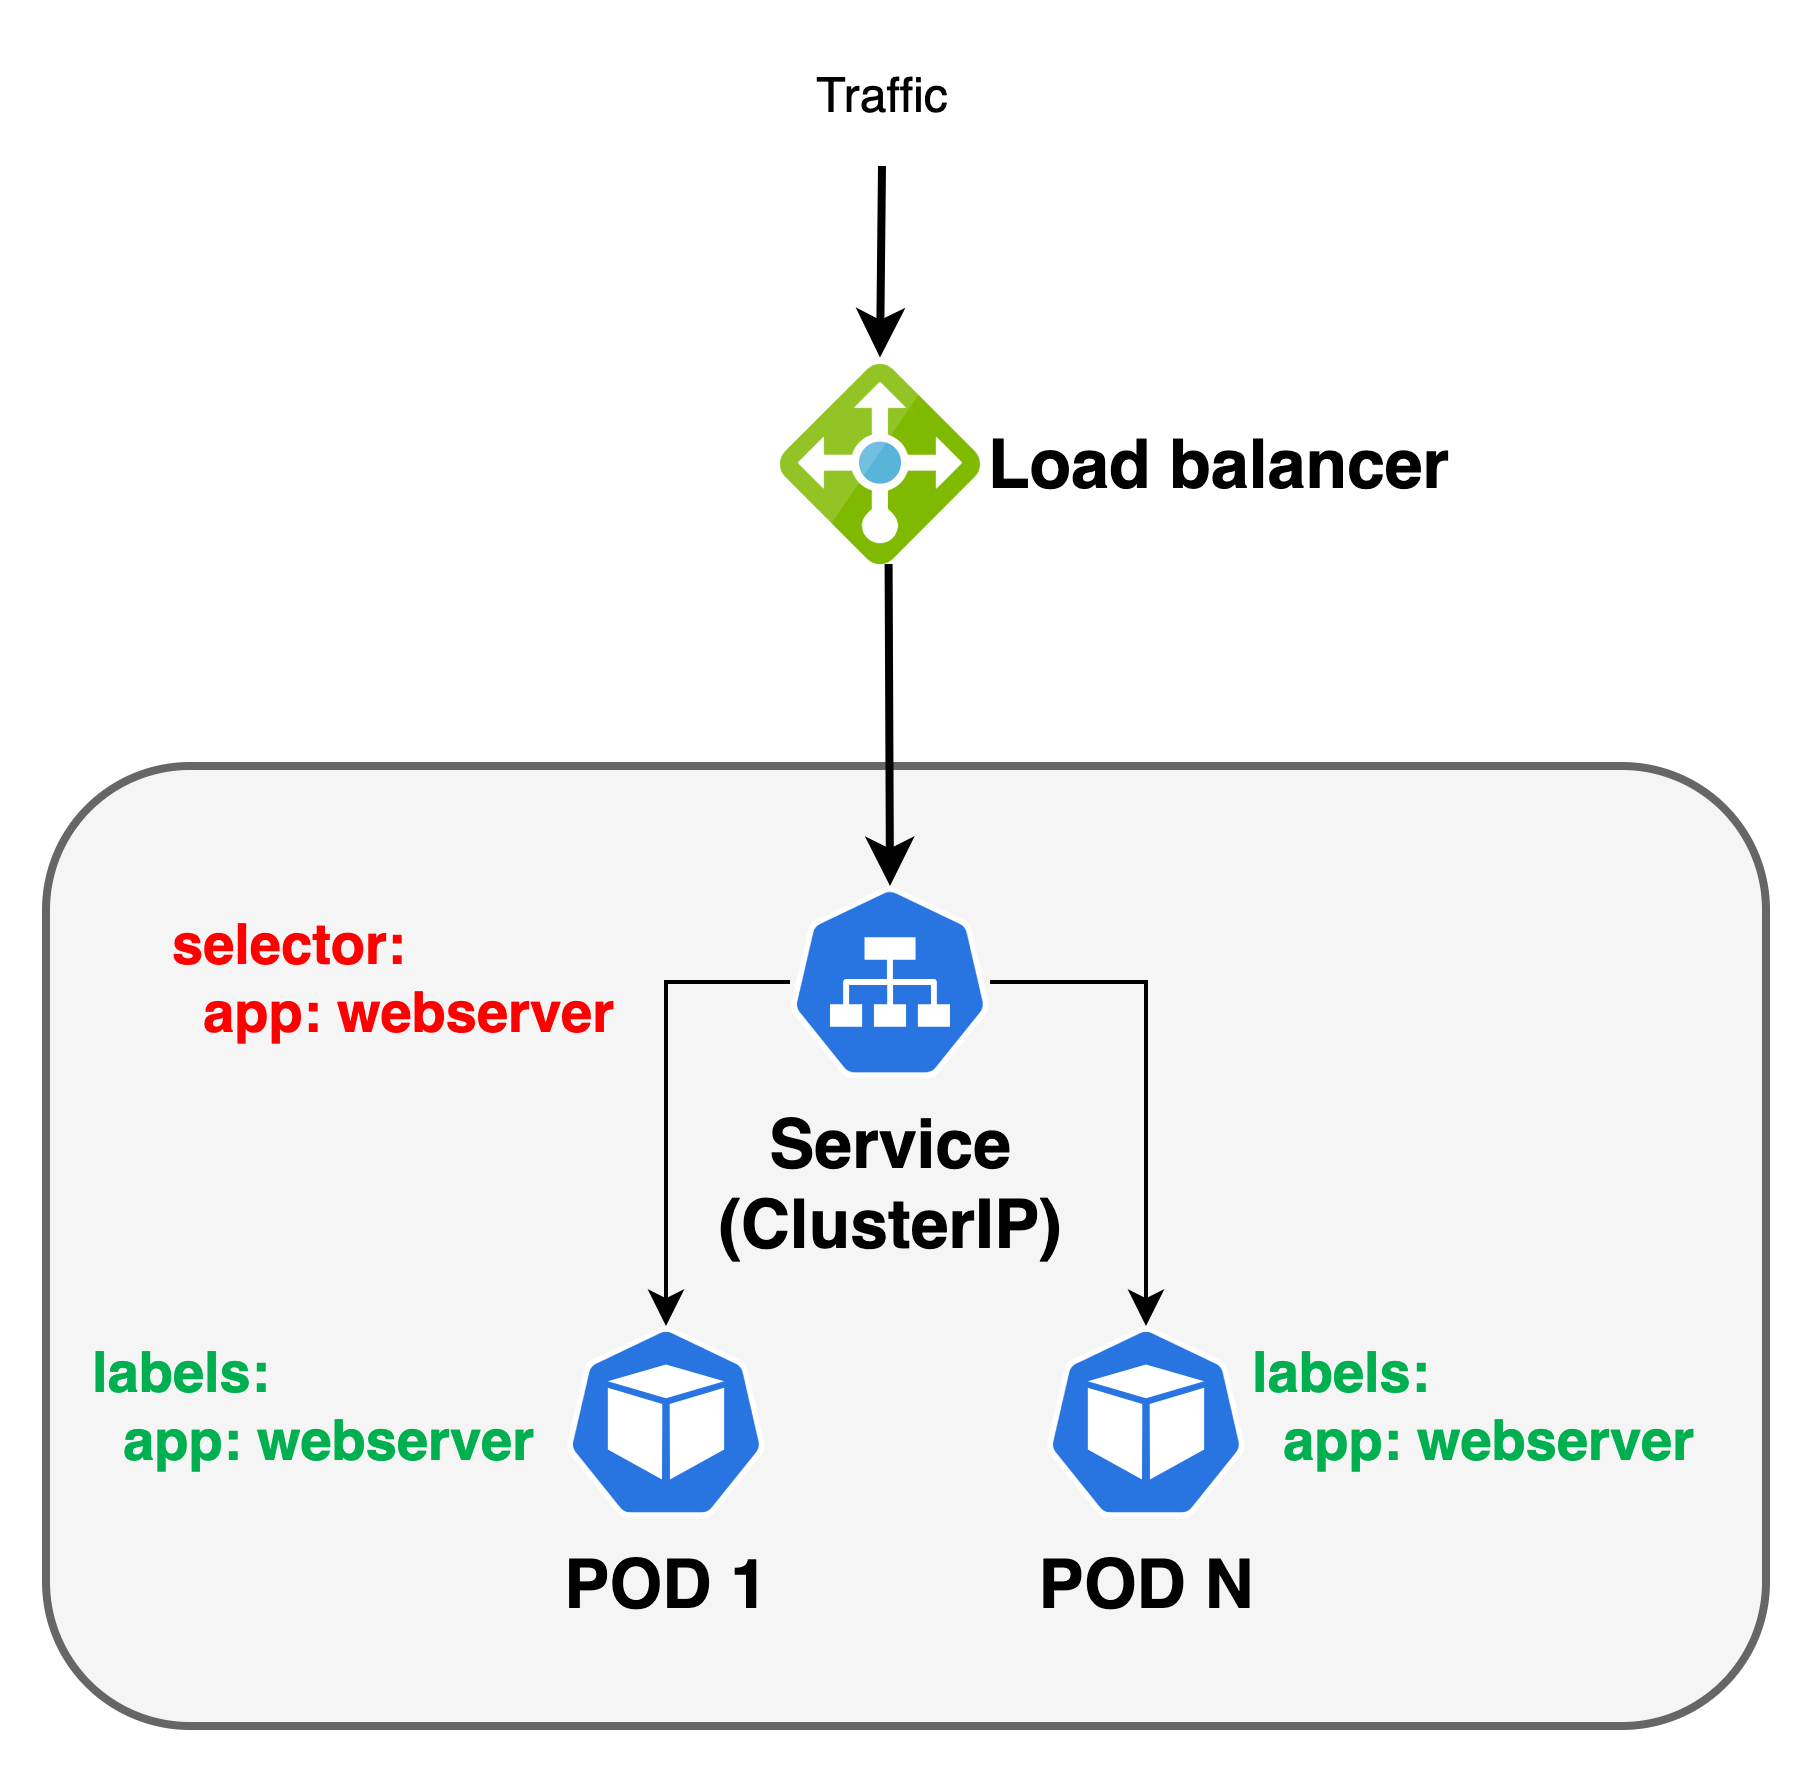 Traffic
Load balancer
selector:
app: webserver
Service
(ClusterIP)
labels:
app: webserver
labels:
app: webserver
POD 1
POD N